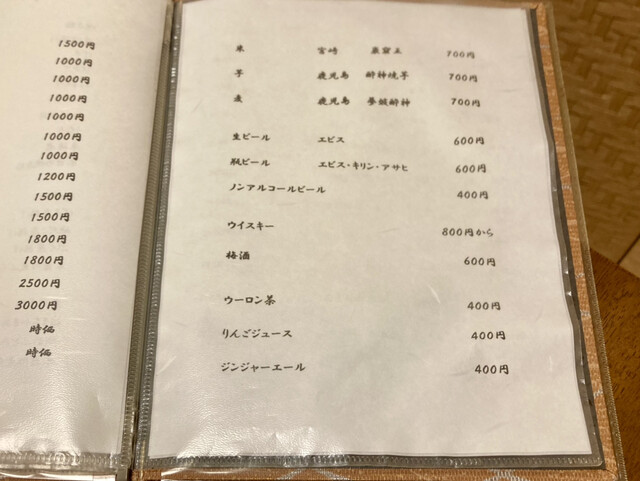 1500円
1000円
1000円
1000円
1000円
1000円
1000円
1200円
1500円
1500円
1800円
1800円
2500円
3000円
時価
時価
米 宮崎 700円
芋 鹿児島 酔神焼芋 700円
麦 鹿児島 酔神 700円
生ビール ヱビス 600円
瓶ビール ヱビス・キリン・アサヒ 600円
ノンアルコールビール 400円
ウイスキー 800円から
梅酒 600円
ウーロン茶 400円
りんごジュース 400円
ジンジャーエール 400円